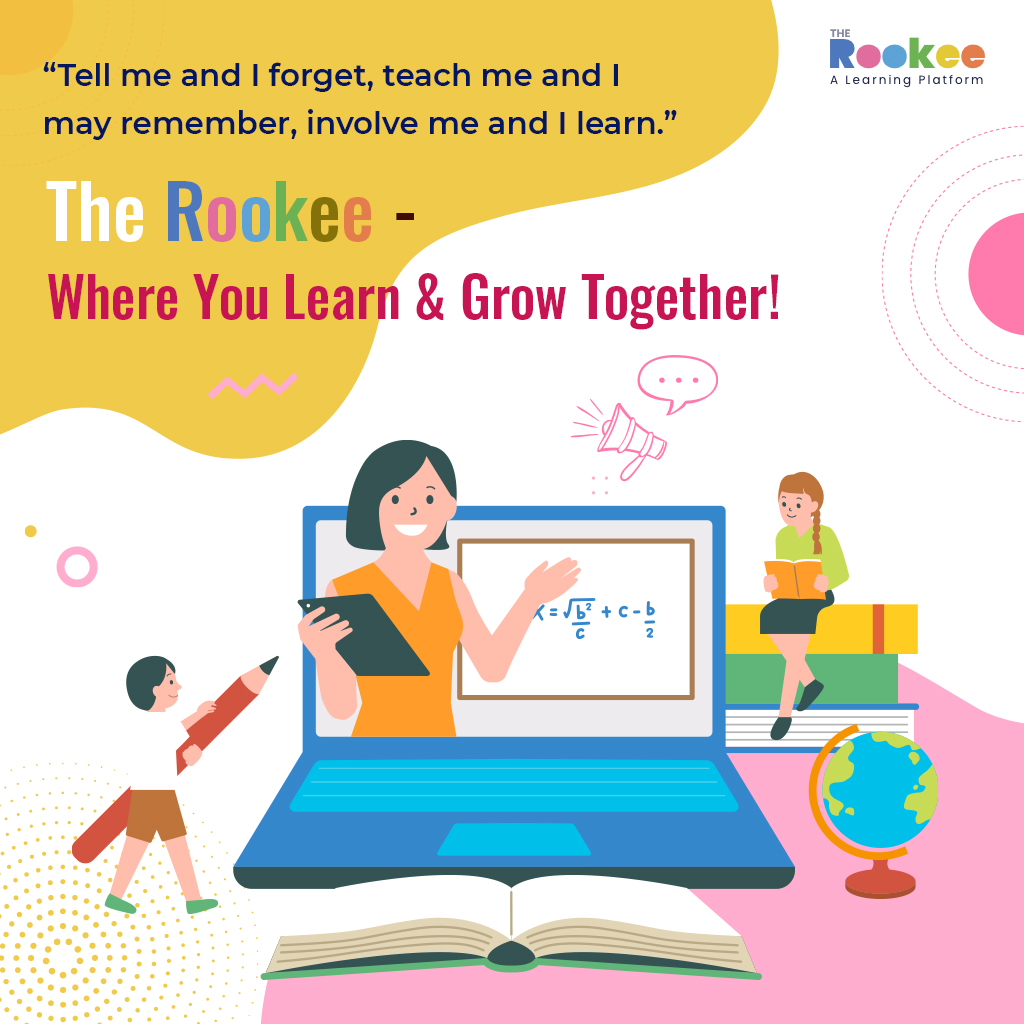 THE
Rookee
A Learning Platform
“Tell me and I forget, teach me and I
may remember, involve me and I learn.”
The Rookee -
Where You Learn & Grow Together!
x = √b²/c + c - b/2